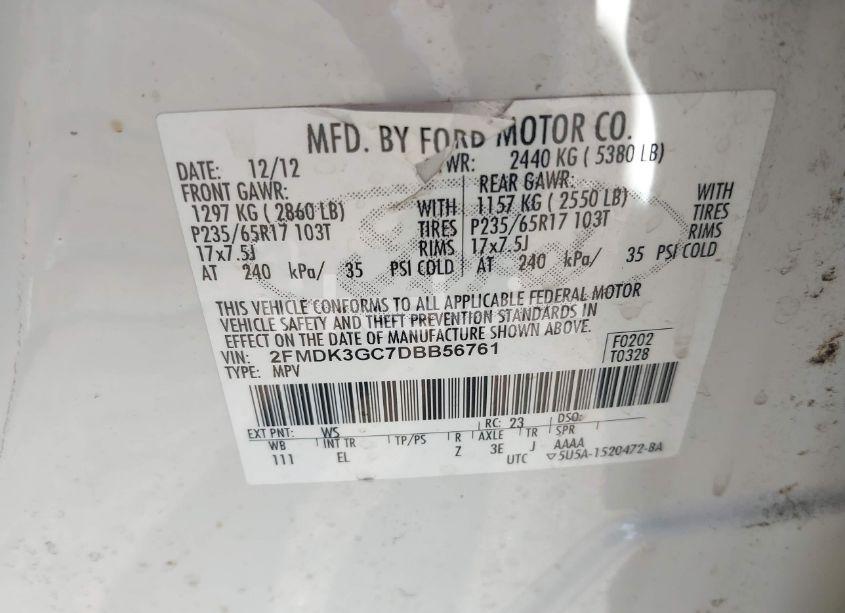 MFD. BY FORD MOTOR CO.
DATE: 12/12 WR: 2440 KG ( 5380 LB)
FRONT GAWR: REAR GAWR:
1297 KG ( 2860 LB) WITH 1157 KG ( 2550 LB) WITH
P235/65R17 103T TIRES P235/65R17 103T TIRES
17x7.5J RIMS 17x7.5J RIMS
AT 240 kPa/ 35 PSI COLD AT 240 kPa/ 35 PSI COLD
THIS VEHICLE CONFORMS TO ALL APPLICABLE FEDERAL MOTOR
VEHICLE SAFETY AND THEFT PREVENTION STANDARDS IN
EFFECT ON THE DATE OF MANUFACTURE SHOWN ABOVE.
VIN: 2FMDK3GC7DBB56761 F0202
TYPE: MPV T0328
EXT PNT: WS RC: 23 DSO:
WB INT TR TP/PS R AXLE TR SPR
111 EL Z 3E J AAAA
UTC ▽5U5A-1520472-BA